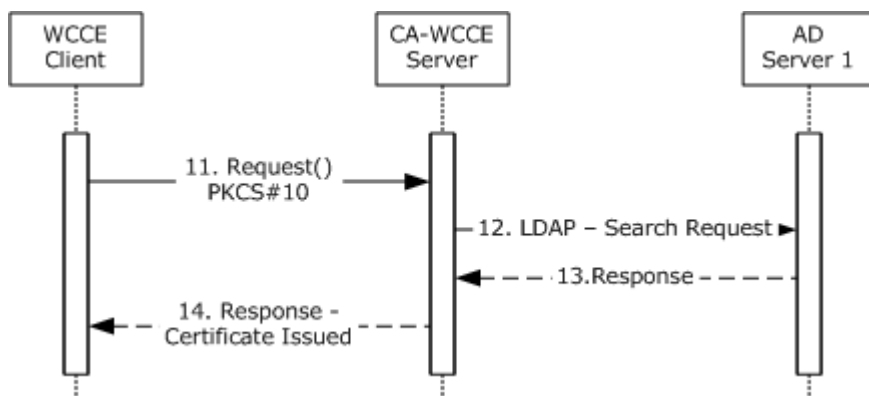 WCCE
Client
CA-WCCE
Server
AD
Server 1
11. Request()
PKCS#10
12. LDAP – Search Request
13.Response
14. Response -
Certificate Issued